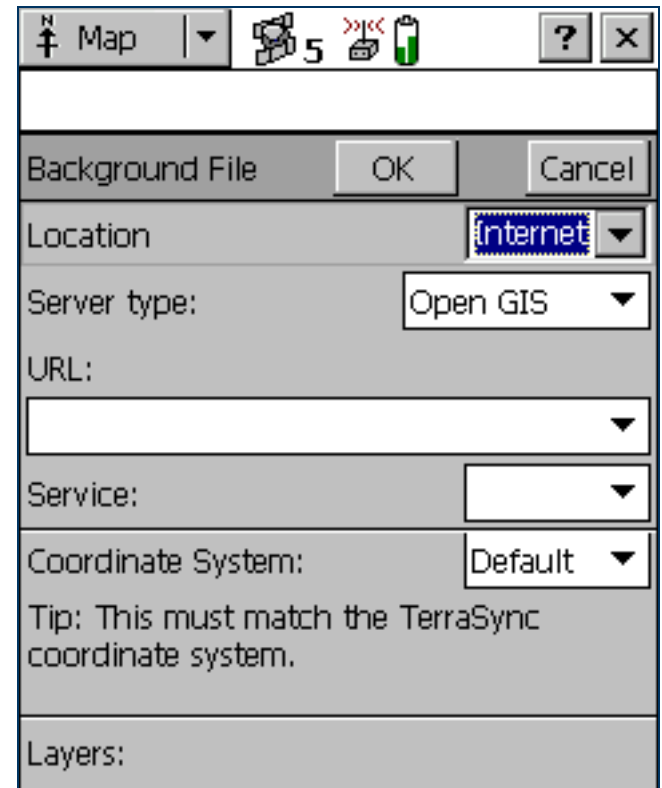 N
Map
5
?
Background File
OK
Cancel
Location
Internet
Server type:
Open GIS
URL:
Service:
Coordinate System:
Default
Tip: This must match the TerraSync
coordinate system.
Layers: